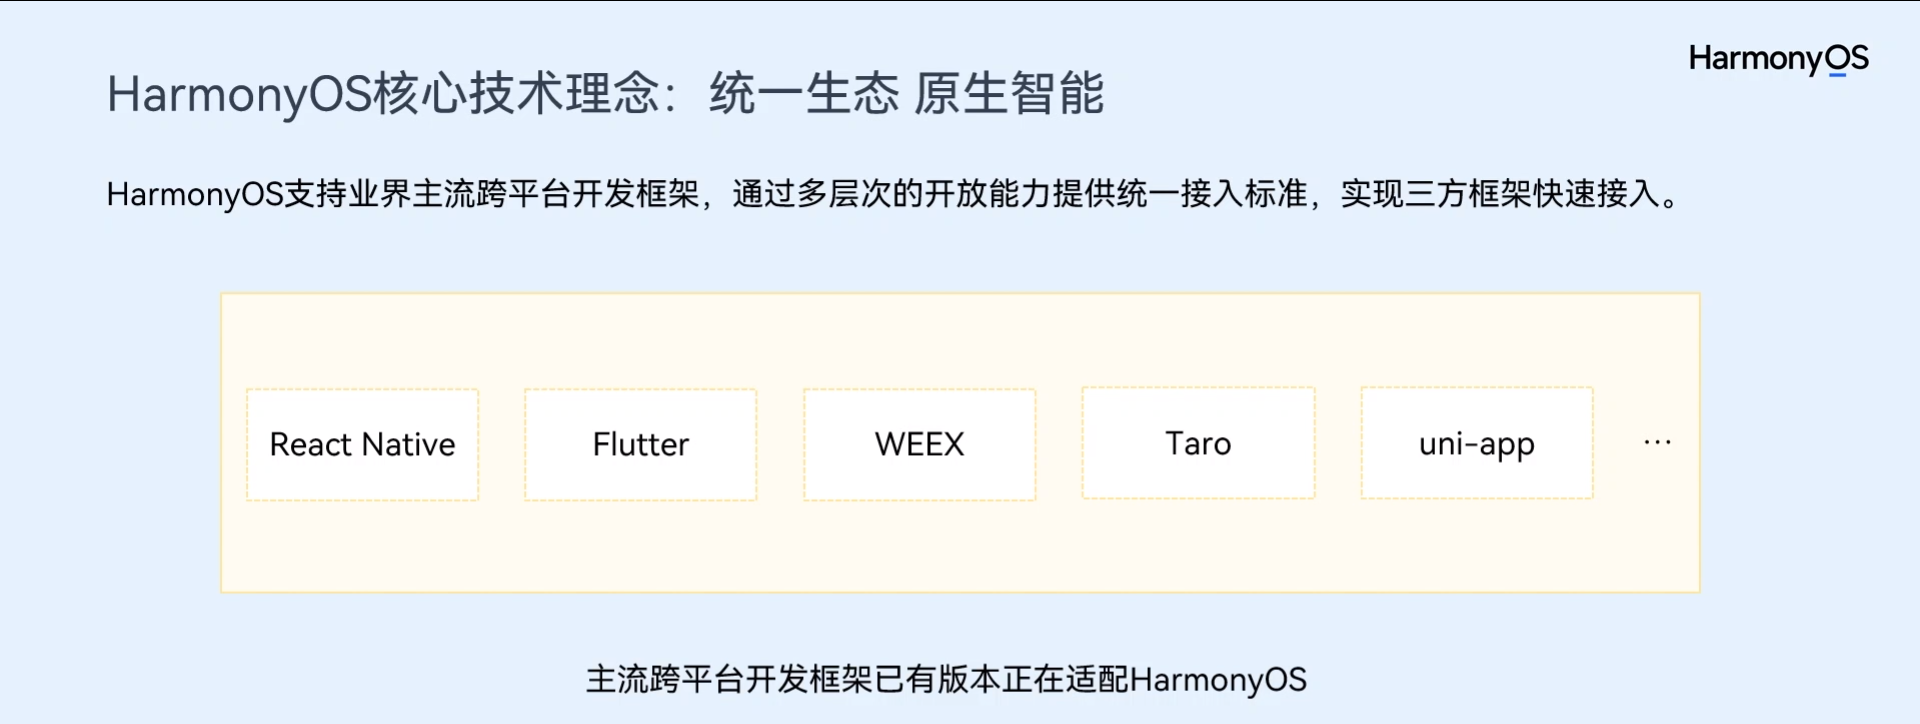 HarmonyOS
HarmonyOS核心技术理念：统一生态 原生智能
HarmonyOS支持业界主流跨平台开发框架，通过多层次的开放能力提供统一接入标准，实现三方框架快速接入。
React Native
Flutter
WEEX
Taro
uni-app
...
主流跨平台开发框架已有版本正在适配HarmonyOS